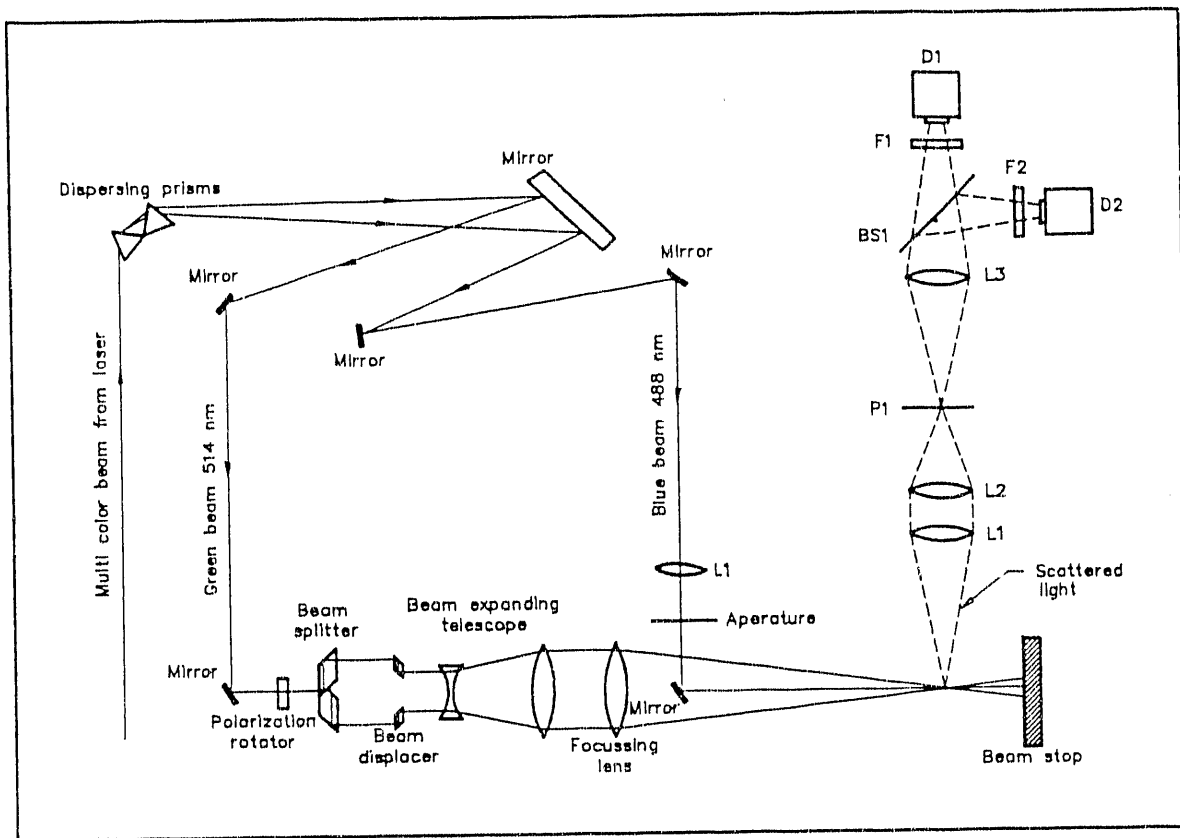 D1
F1
Mirror
F2
Dispersing prisms
D2
BS1
Mirror
Mirror
L3
Mirror
Multi color beam from laser
Green beam 514 nm
Blue beam 488 nm
P1
L2
L1
L1
Scattered
light
Beam
splitter
Beam expanding
telescope
Aperature
Mirror
Mirror
Polarization
rotator
Beam
displacer
Focussing
lens
Beam stop